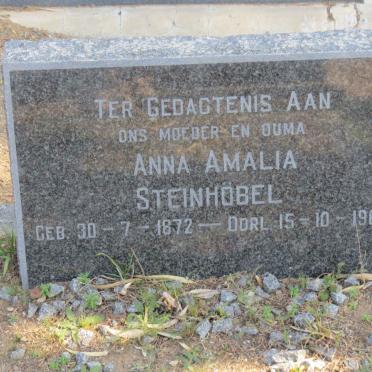 TER GEDAGTENIS AAN
ONS MOEDER EN OUMA
ANNA AMALIA
STEINHÖBEL
GEB. 30-7-1872 — OORL. 15-10-